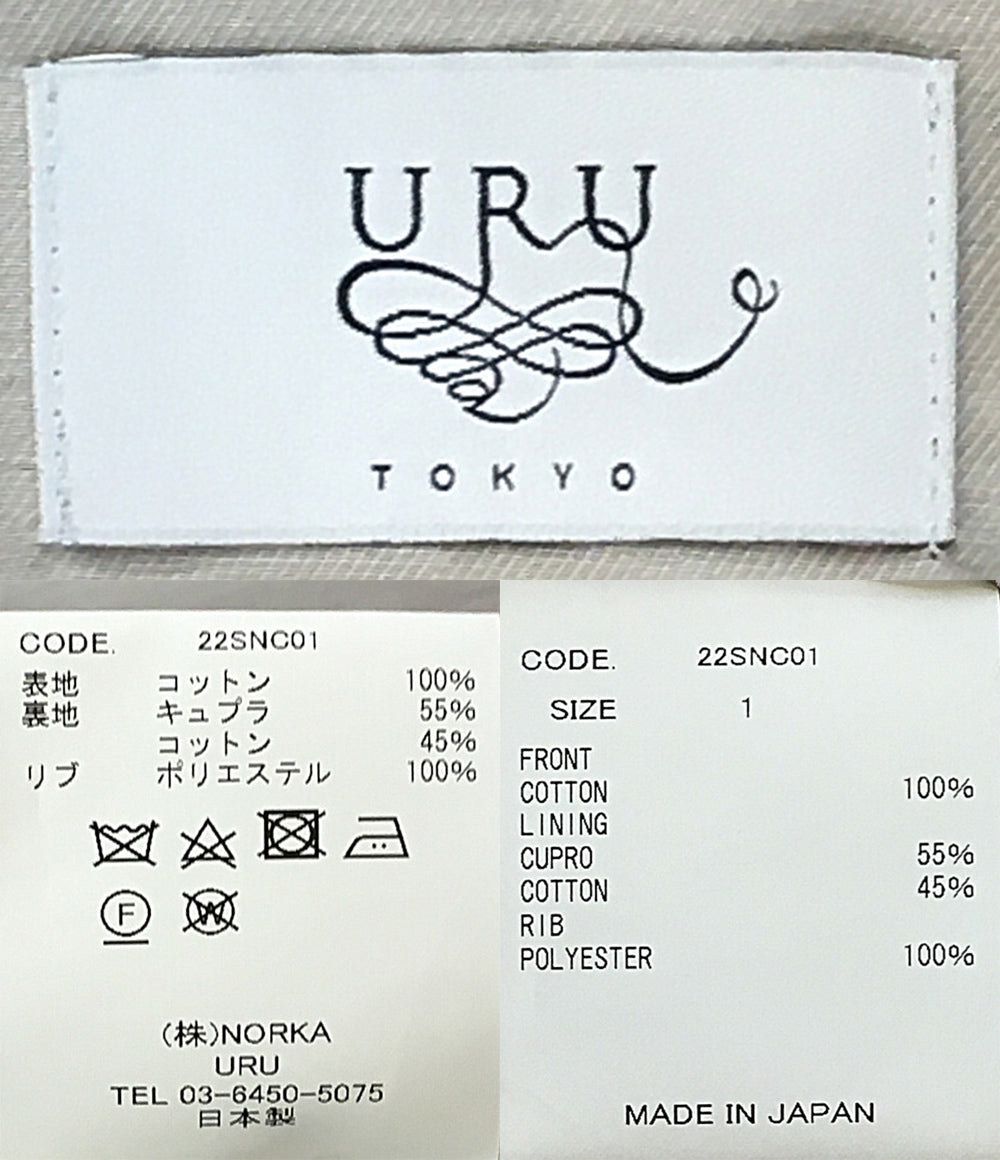 URU
TOKYO
CODE. 22SNC01
表地 コットン 100%
裏地 キュプラ 55%
コットン 45%
リブ ポリエステル 100%
F W
(株)NORKA
URU
TEL 03-6450-5075
日本製
CODE. 22SNC01
SIZE 1
FRONT
COTTON 100%
LINING
CUPRO 55%
COTTON 45%
RIB
POLYESTER 100%
MADE IN JAPAN